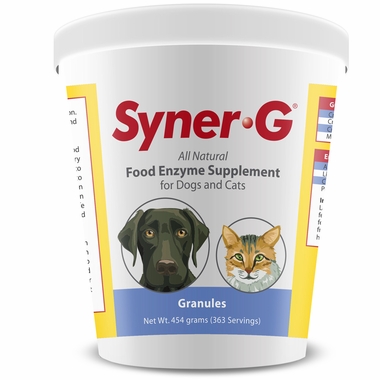 Syner•G®
All Natural
Food Enzyme Supplement
for Dogs and Cats
Granules
Net Wt. 454 grams (363 Servings)